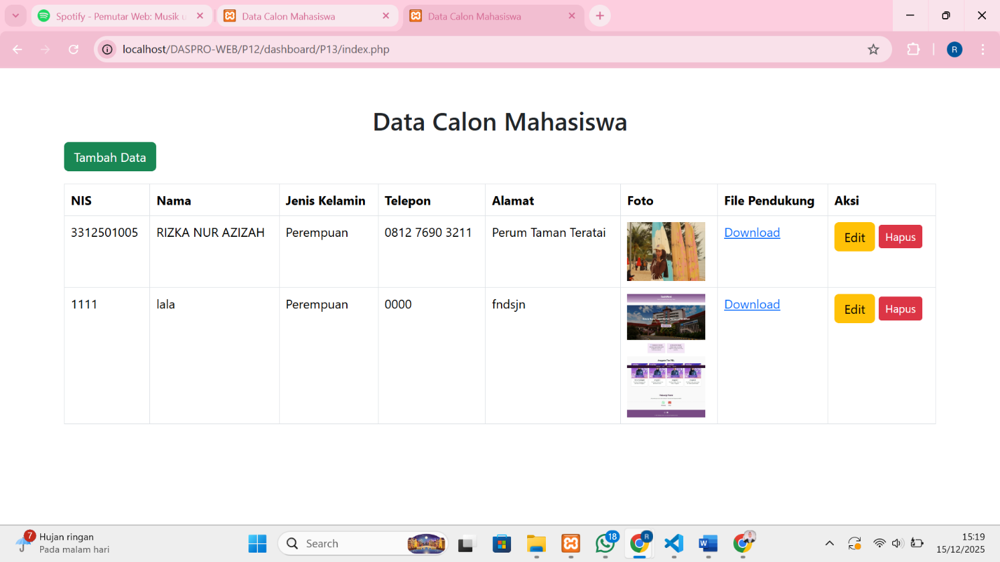 Spotify - Pemutar Web: Musik u
Data Calon Mahasiswa
Data Calon Mahasiswa
localhost/DASPRO-WEB/P12/dashboard/P13/index.php
R
Data Calon Mahasiswa
Tambah Data
NIS Nama Jenis Kelamin Telepon Alamat Foto File Pendukung Aksi
3312501005 RIZKA NUR AZIZAH Perempuan 0812 7690 3211 Perum Taman Teratai Download Edit Hapus
1111 lala Perempuan 0000 fndsjn Download Edit Hapus
7 Hujan ringan
Pada malam hari
Search
18
R
W
15:19
15/12/2025